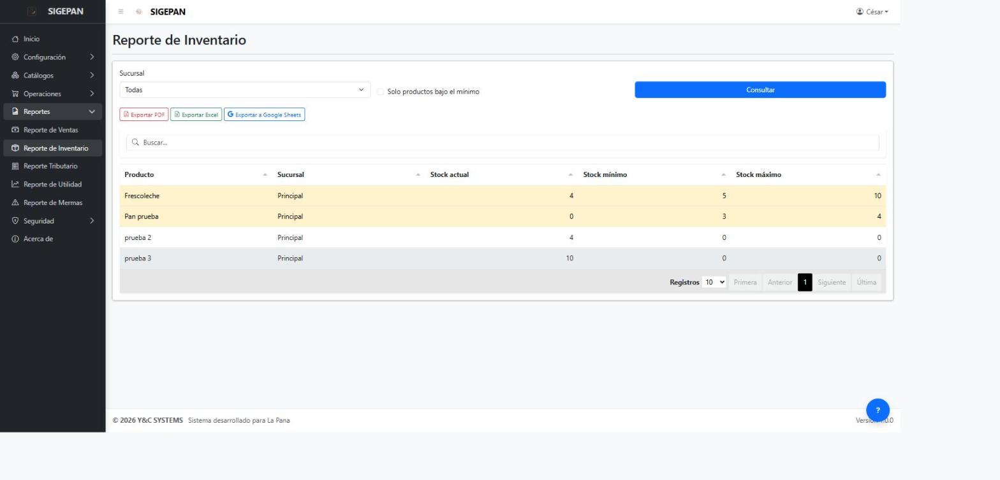 SIGEPAN
SIGEPAN
César
Inicio
Configuración
Catálogos
Operaciones
Reportes
Reporte de Ventas
Reporte de Inventario
Reporte Tributario
Reporte de Utilidad
Reporte de Mermas
Seguridad
Acerca de
Reporte de Inventario
Sucursal
Todas
Solo productos bajo el mínimo
Consultar
Exportar PDF Exportar Excel Exportar a Google Sheets
Buscar...
Producto Sucursal Stock actual Stock mínimo Stock máximo
Frescoleche Principal 4 5 10
Pan prueba Principal 0 3 4
prueba 2 Principal 4 0 0
prueba 3 Principal 10 0 0
Registros 10 Primera Anterior 1 Siguiente Última
?
© 2026 Y&C SYSTEMS Sistema desarrollado para La Pana